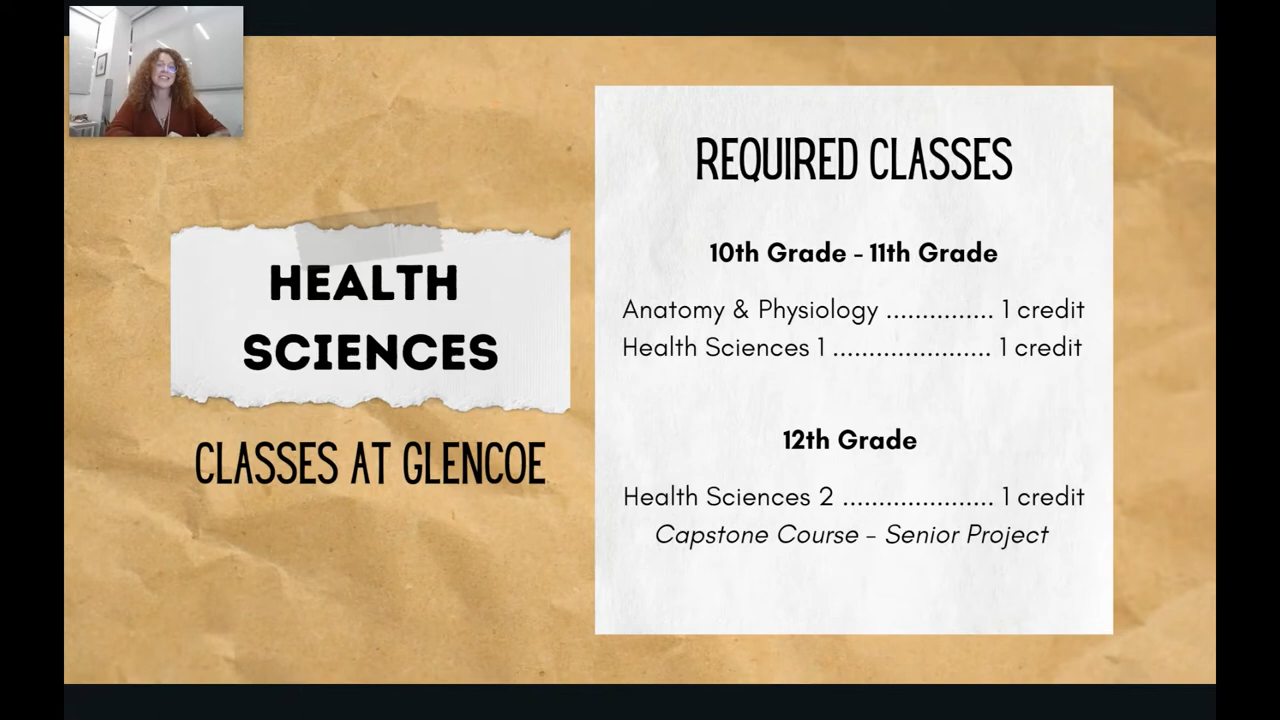 HEALTH
SCIENCES
CLASSES AT GLENCOE
REQUIRED CLASSES
10th Grade - 11th Grade
Anatomy & Physiology ............... 1 credit
Health Sciences 1 ...................... 1 credit
12th Grade
Health Sciences 2 ..................... 1 credit
Capstone Course - Senior Project